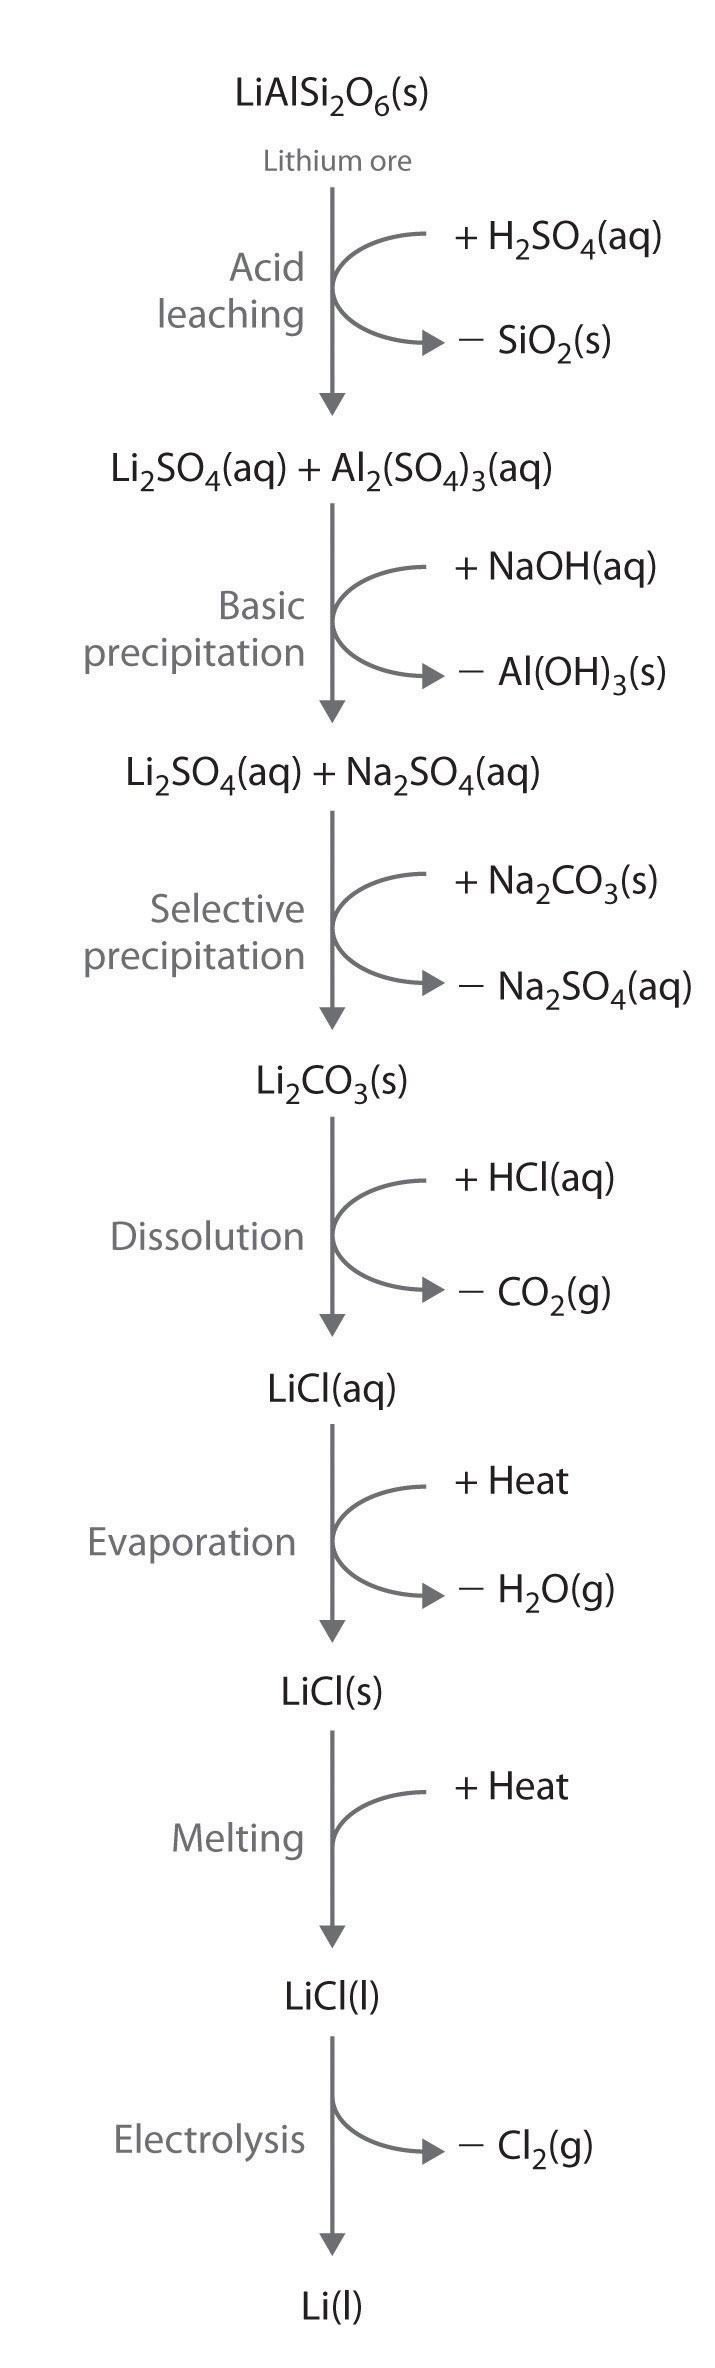 LiAlSi₂O₆(s)
Lithium ore
+ H₂SO₄(aq)
Acid
leaching
− SiO₂(s)
Li₂SO₄(aq) + Al₂(SO₄)₃(aq)
+ NaOH(aq)
Basic
precipitation
− Al(OH)₃(s)
Li₂SO₄(aq) + Na₂SO₄(aq)
+ Na₂CO₃(s)
Selective
precipitation
− Na₂SO₄(aq)
Li₂CO₃(s)
+ HCl(aq)
Dissolution
− CO₂(g)
LiCl(aq)
+ Heat
Evaporation
− H₂O(g)
LiCl(s)
+ Heat
Melting
LiCl(l)
Electrolysis
− Cl₂(g)
Li(l)